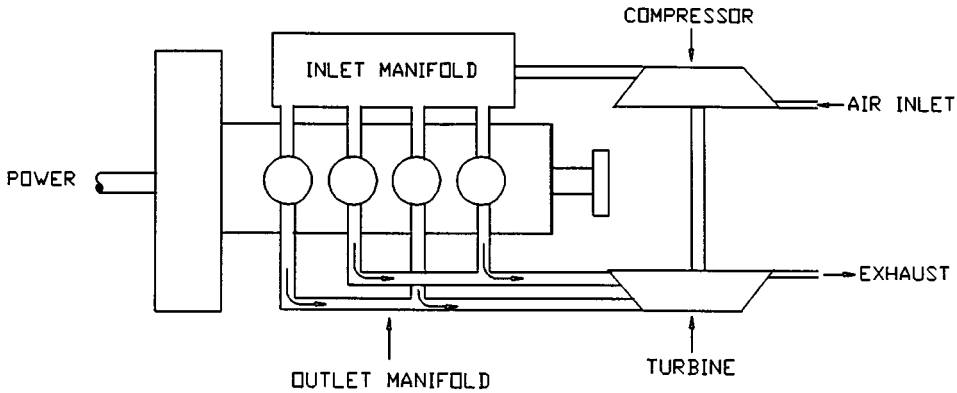 COMPRESSOR
INLET MANIFOLD
AIR INLET
POWER
EXHAUST
TURBINE
OUTLET MANIFOLD